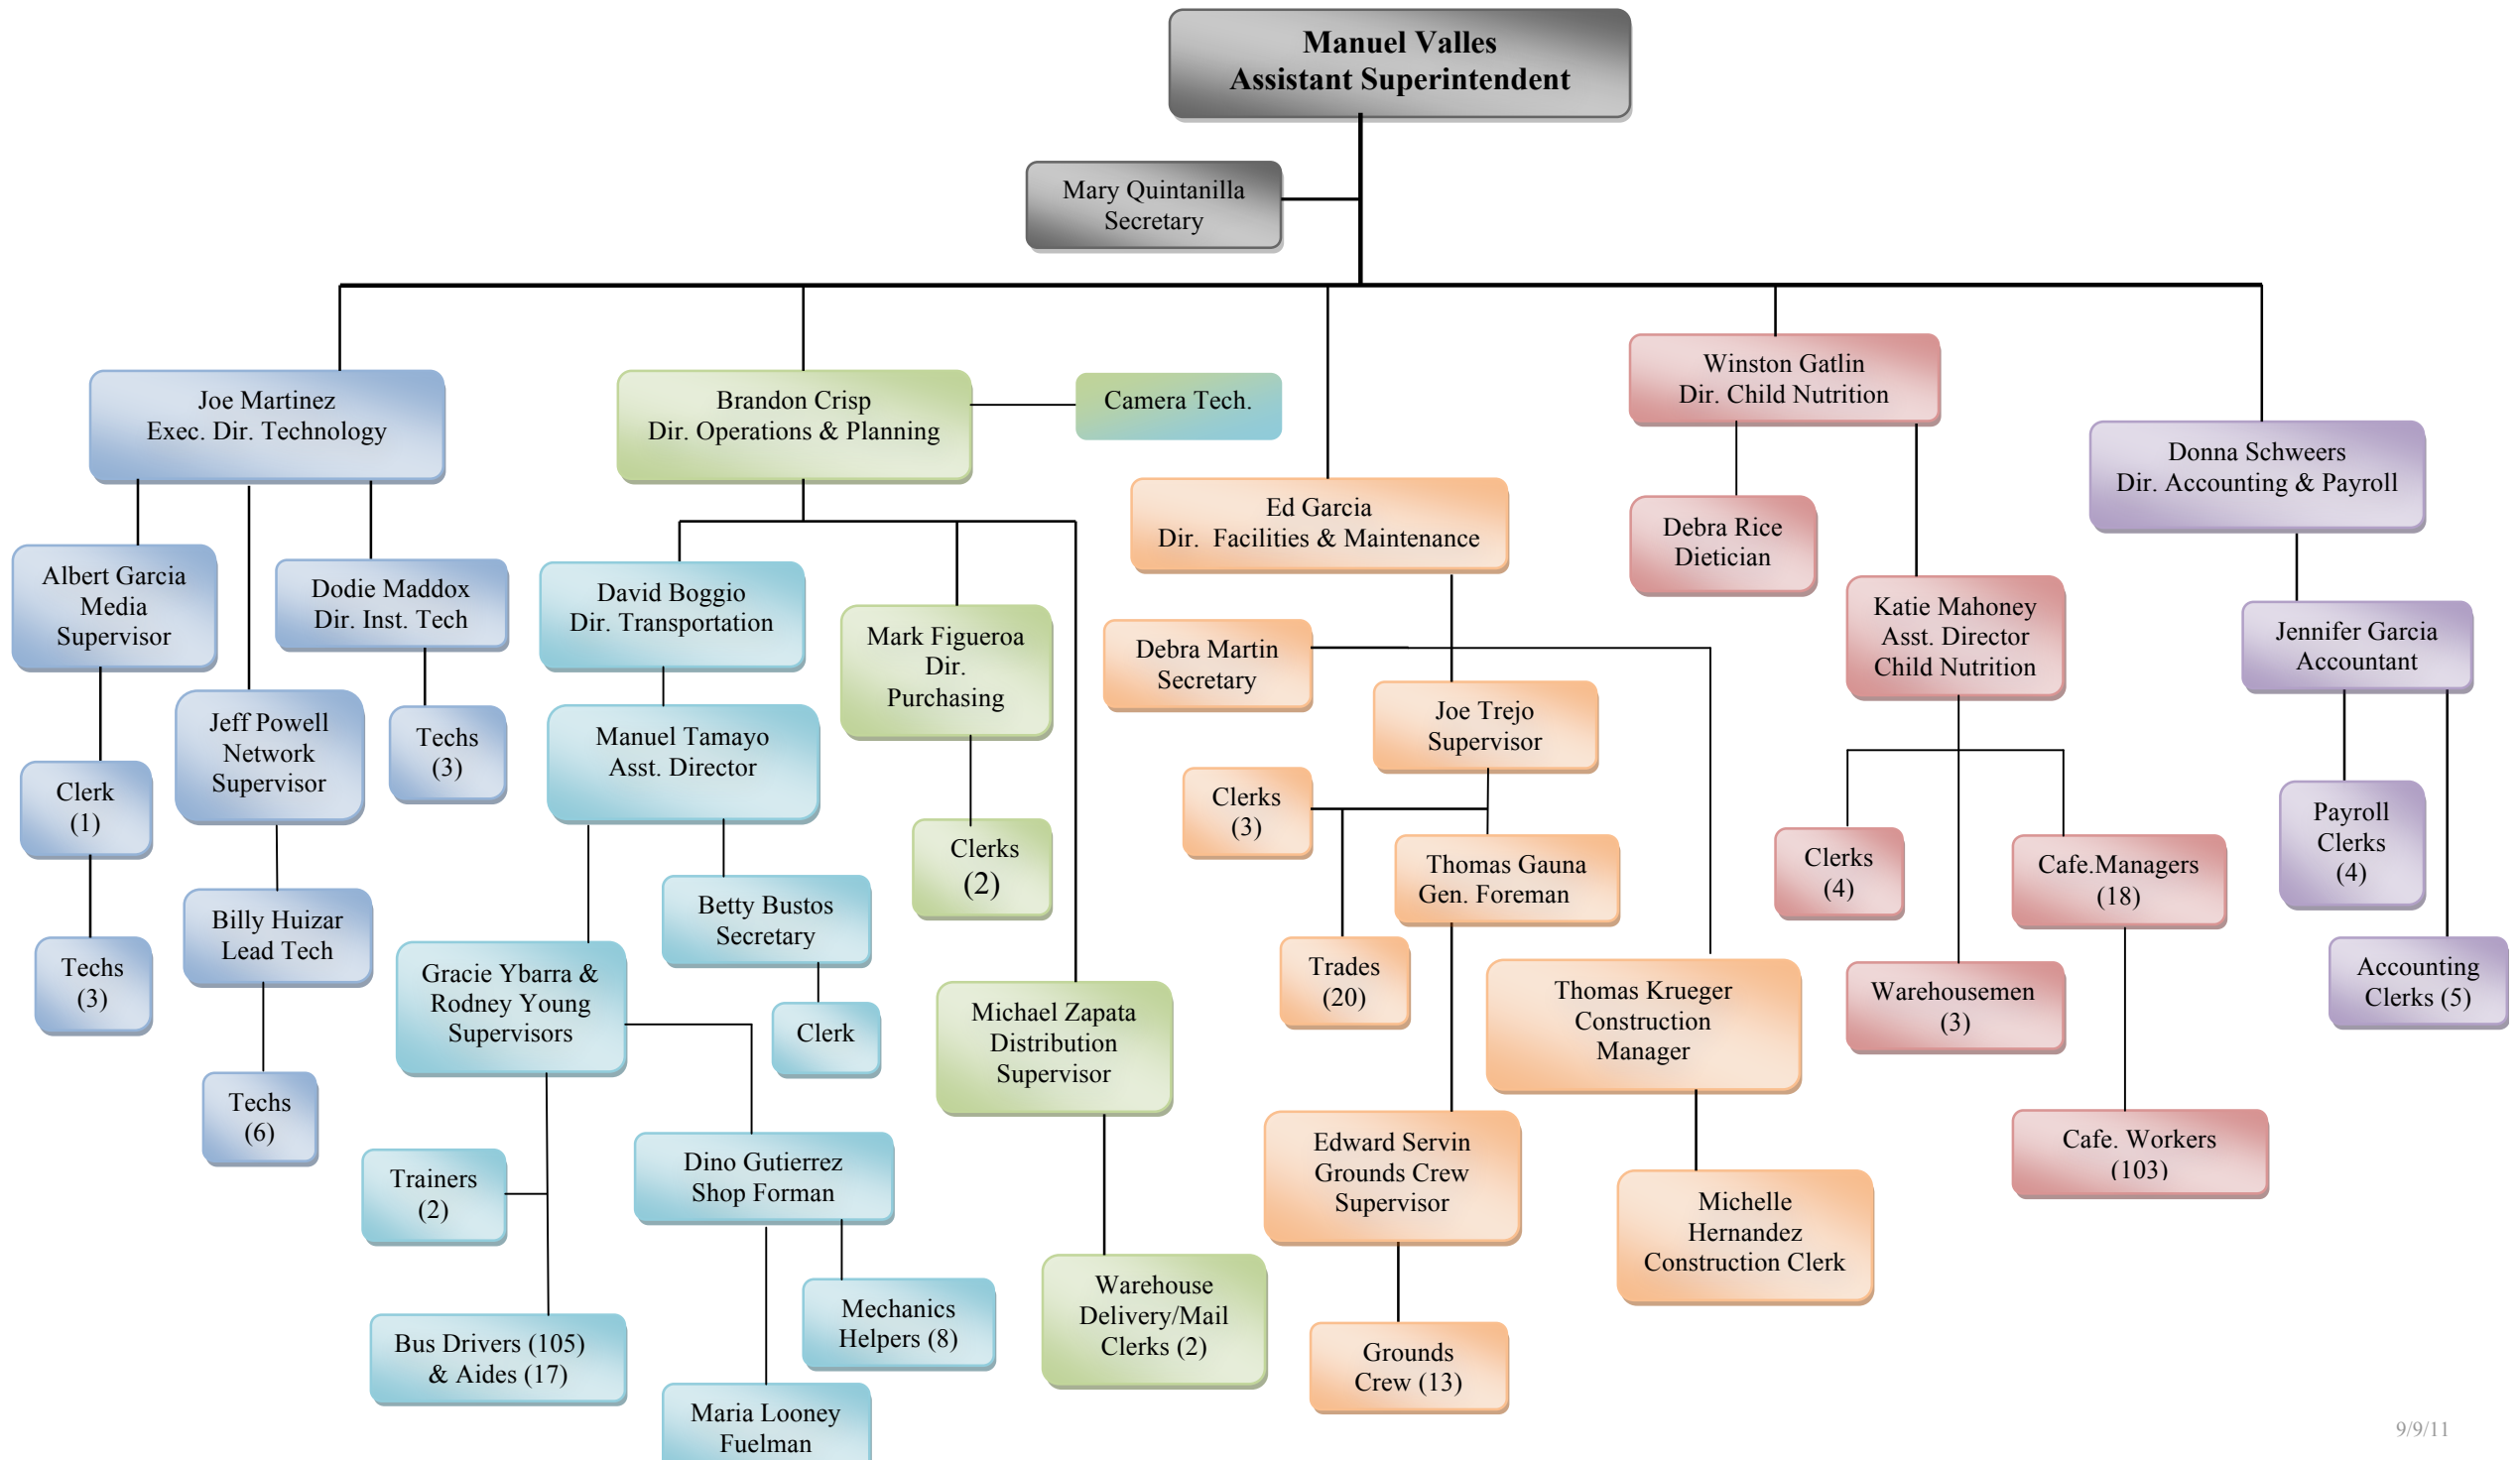 Manuel Valles
Assistant Superintendent
Mary Quintanilla
Secretary
Joe Martinez
Exec. Dir. Technology
Albert Garcia
Media
Supervisor
Clerk
(1)
Techs
(3)
Jeff Powell
Network
Supervisor
Billy Huizar
Lead Tech
Techs
(6)
Dodie Maddox
Dir. Inst. Tech
Techs
(3)
Brandon Crisp
Dir. Operations & Planning
Camera Tech.
David Boggio
Dir. Transportation
Manuel Tamayo
Asst. Director
Gracie Ybarra &
Rodney Young
Supervisors
Trainers
(2)
Bus Drivers (105)
& Aides (17)
Betty Bustos
Secretary
Clerk
Dino Gutierrez
Shop Forman
Maria Looney
Fuelman
Mechanics
Helpers (8)
Mark Figueroa
Dir.
Purchasing
Clerks
(2)
Michael Zapata
Distribution
Supervisor
Warehouse
Delivery/Mail
Clerks (2)
Ed Garcia
Dir. Facilities & Maintenance
Debra Martin
Secretary
Joe Trejo
Supervisor
Clerks
(3)
Trades
(20)
Thomas Gauna
Gen. Foreman
Edward Servin
Grounds Crew
Supervisor
Grounds
Crew (13)
Thomas Krueger
Construction
Manager
Michelle
Hernandez
Construction Clerk
Winston Gatlin
Dir. Child Nutrition
Debra Rice
Dietician
Katie Mahoney
Asst. Director
Child Nutrition
Clerks
(4)
Warehousemen
(3)
Cafe.Managers
(18)
Cafe. Workers
(103)
Donna Schweers
Dir. Accounting & Payroll
Jennifer Garcia
Accountant
Payroll
Clerks
(4)
Accounting
Clerks (5)
9/9/11